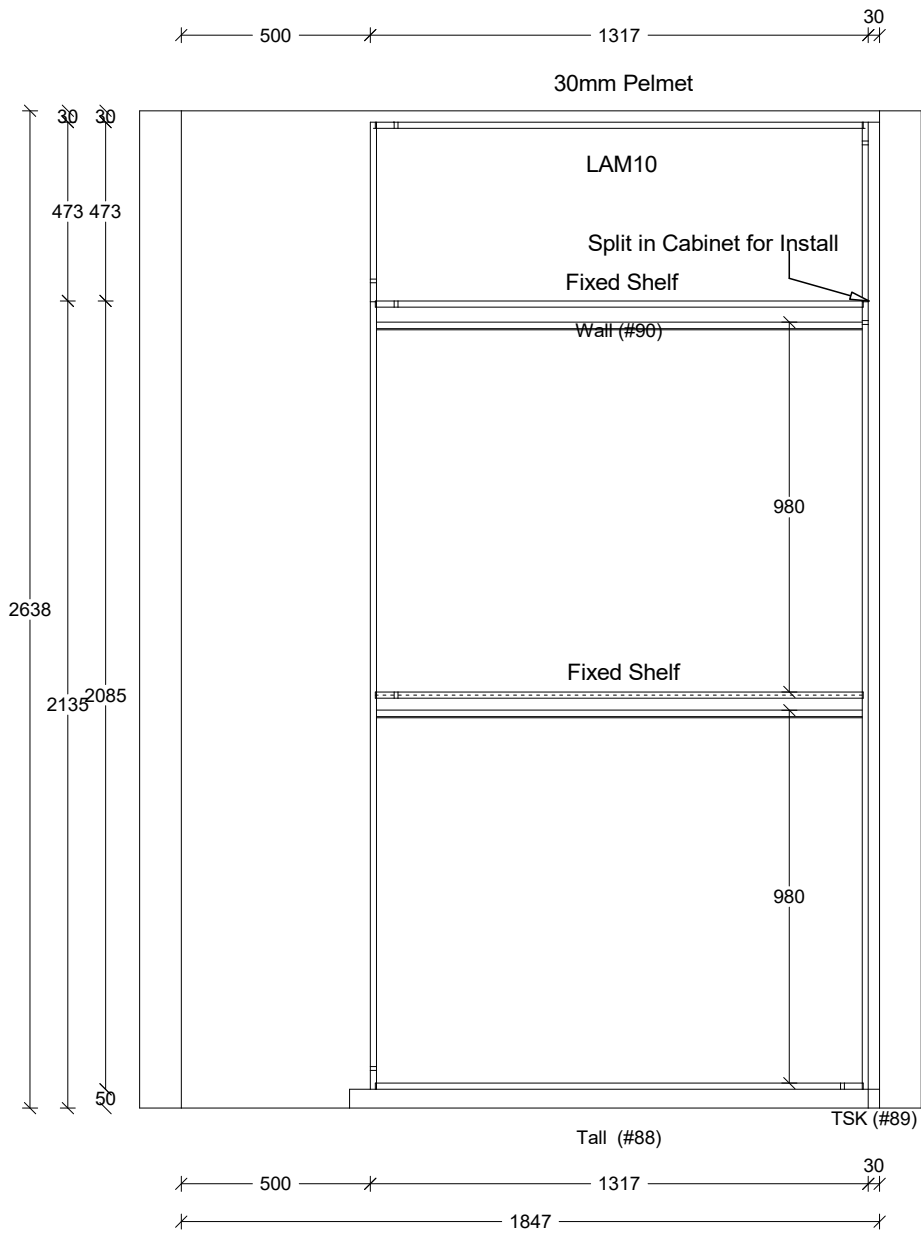 30
500
1317
30mm Pelmet
30
30
LAM10
473
473
Split in Cabinet for Install
Fixed Shelf
Wall (#90)
980
2638
Fixed Shelf
2135
2085
980
50
TSK (#89)
Tall (#88)
30
500
1317
1847